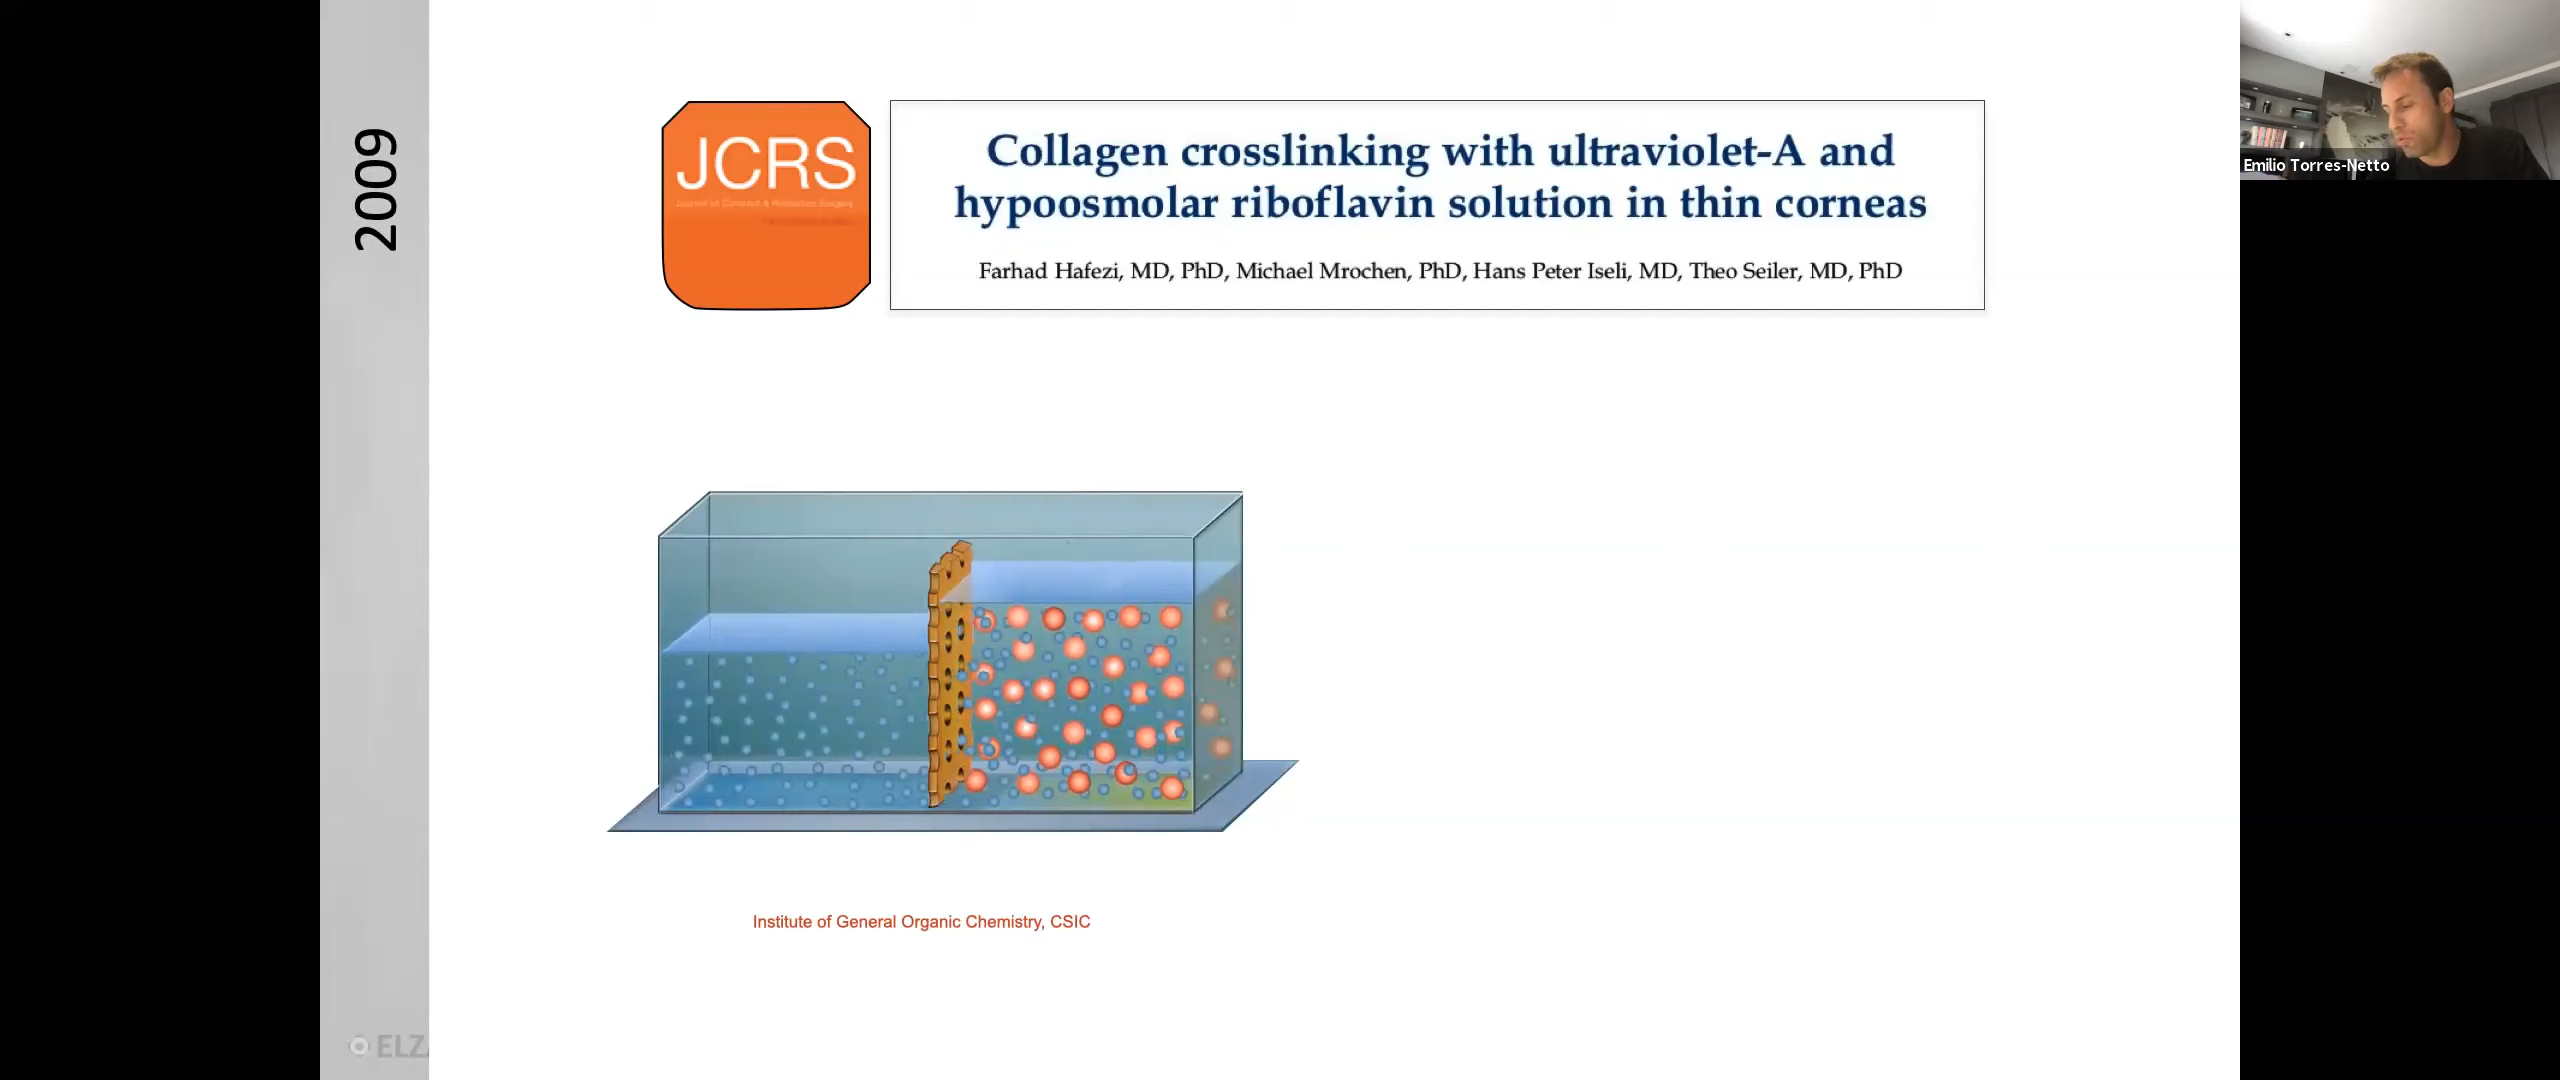 2009
JCRS
Collagen crosslinking with ultraviolet-A and
hypoosmolar riboflavin solution in thin corneas
Farhad Hafezi, MD, PhD, Michael Mrochen, PhD, Hans Peter Iseli, MD, Theo Seiler, MD, PhD
Emilio Torres-Netto
Institute of General Organic Chemistry, CSIC
ELZ